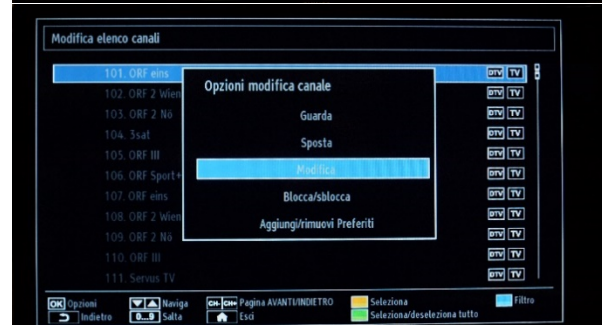 Modifica elenco canali
101. ORF eins DTV TV
102. ORF 2 Wien DTV TV
103. ORF 2 Nö DTV TV
104. 3sat DTV TV
105. ORF III DTV TV
106. ORF Sport+ DTV TV
107. ORF eins DTV TV
108. ORF 2 Wien DTV TV
109. ORF 2 Nö DTV TV
110. ORF III DTV TV
111. Servus TV DTV TV
Opzioni modifica canale
Guarda
Sposta
Modifica
Blocca/sblocca
Aggiungi/rimuovi Preferiti
OK Opzioni Naviga CH- CH+ Pagina AVANTI/INDIETRO Seleziona Filtro
Indietro 0...9 Salta Esci Seleziona/deseleziona tutto